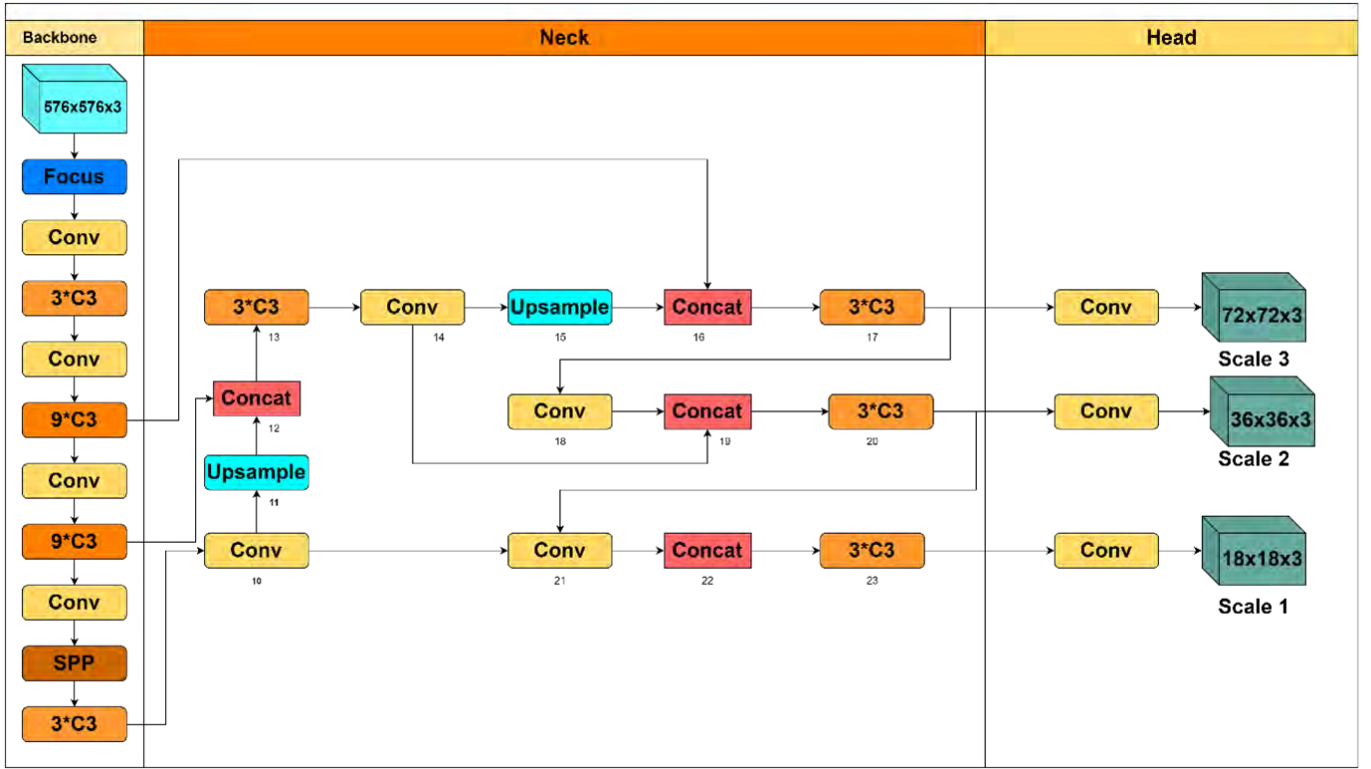 Backbone
Neck
Head
576x576x3
Focus
Conv
3*C3
Conv
9*C3
Conv
9*C3
Conv
SPP
3*C3
3*C3
13
Conv
14
Upsample
15
Concat
16
3*C3
17
Concat
12
Upsample
11
Conv
10
Conv
18
Concat
19
3*C3
20
Conv
21
Concat
22
3*C3
23
Conv
72x72x3
Scale 3
Conv
36x36x3
Scale 2
Conv
18x18x3
Scale 1